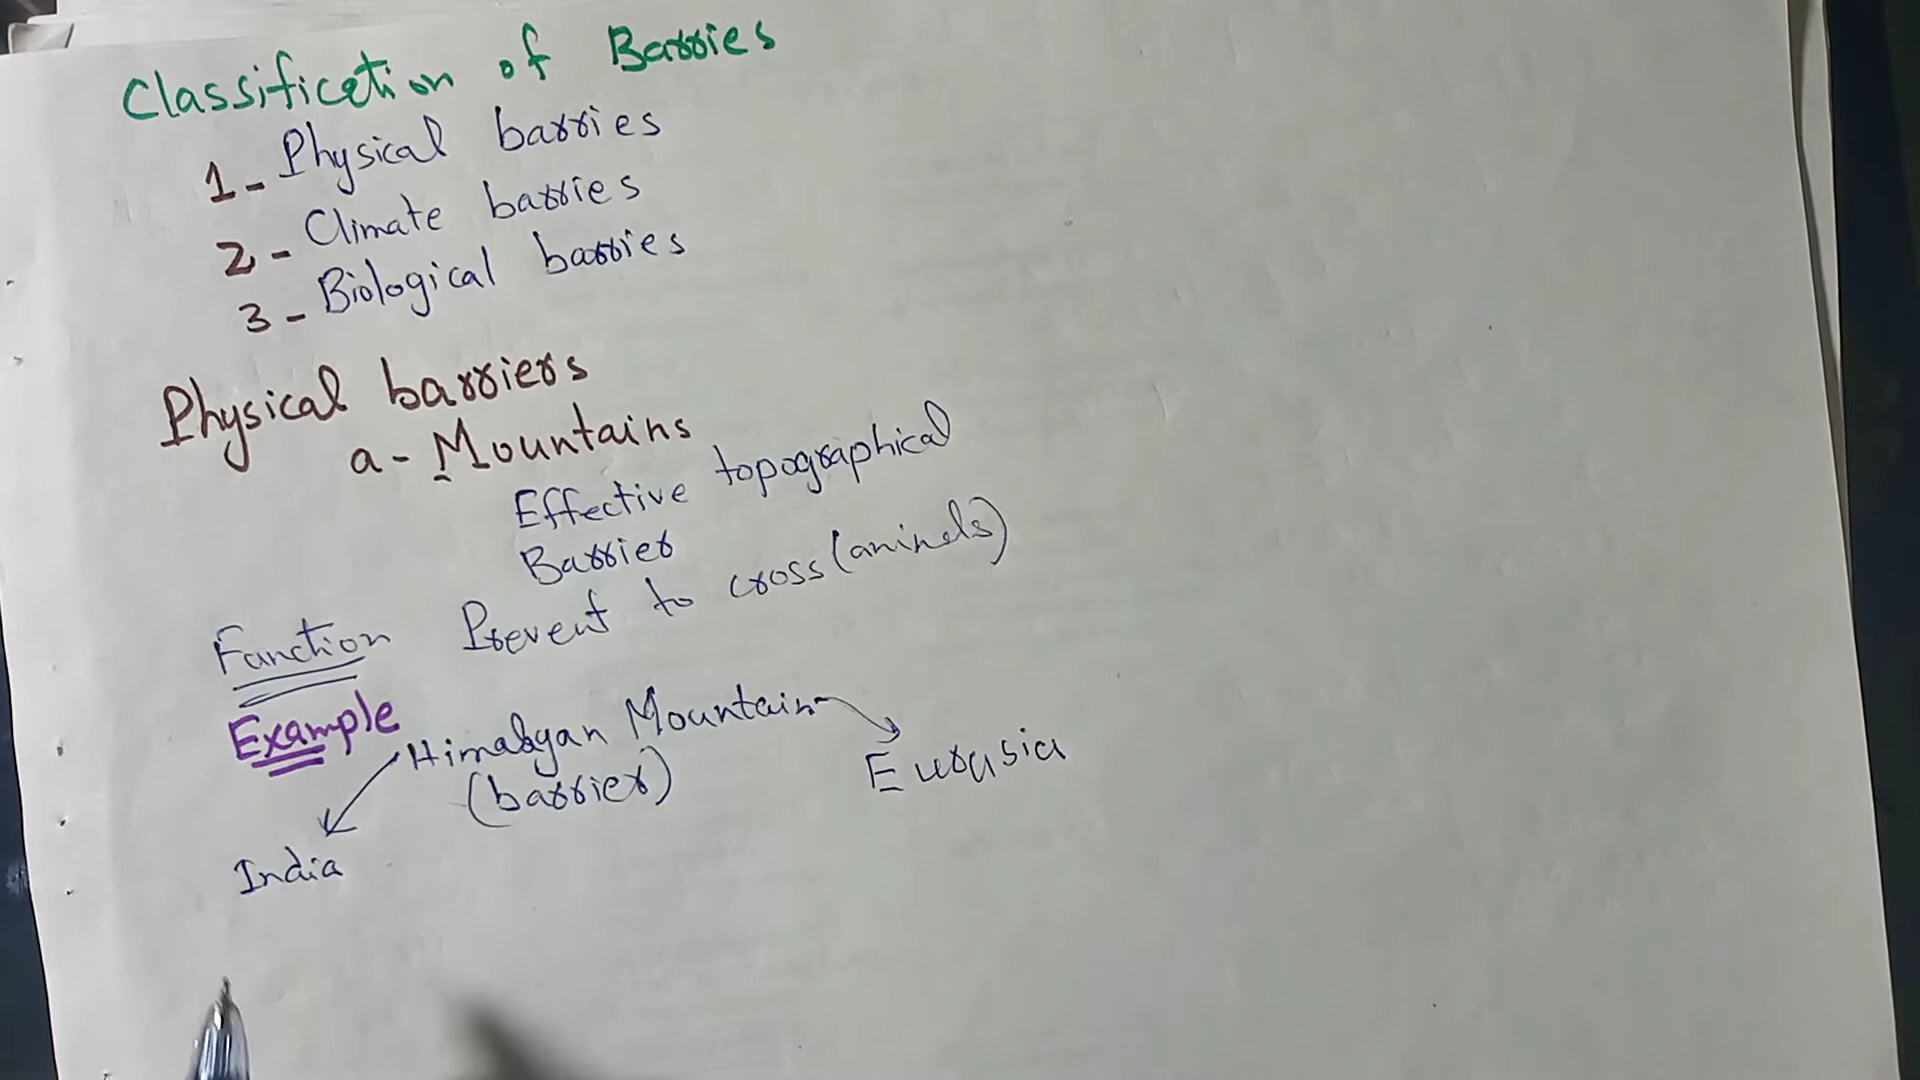 Classification of Barries
1- Physical barries
2- Climate barries
3- Biological barries
Physical barriers
a- Mountains
Effective topographical
Barrier
Function Prevent to cross (aninels)
Example Himalyan Mountain
(barrier)
Eurasia
India